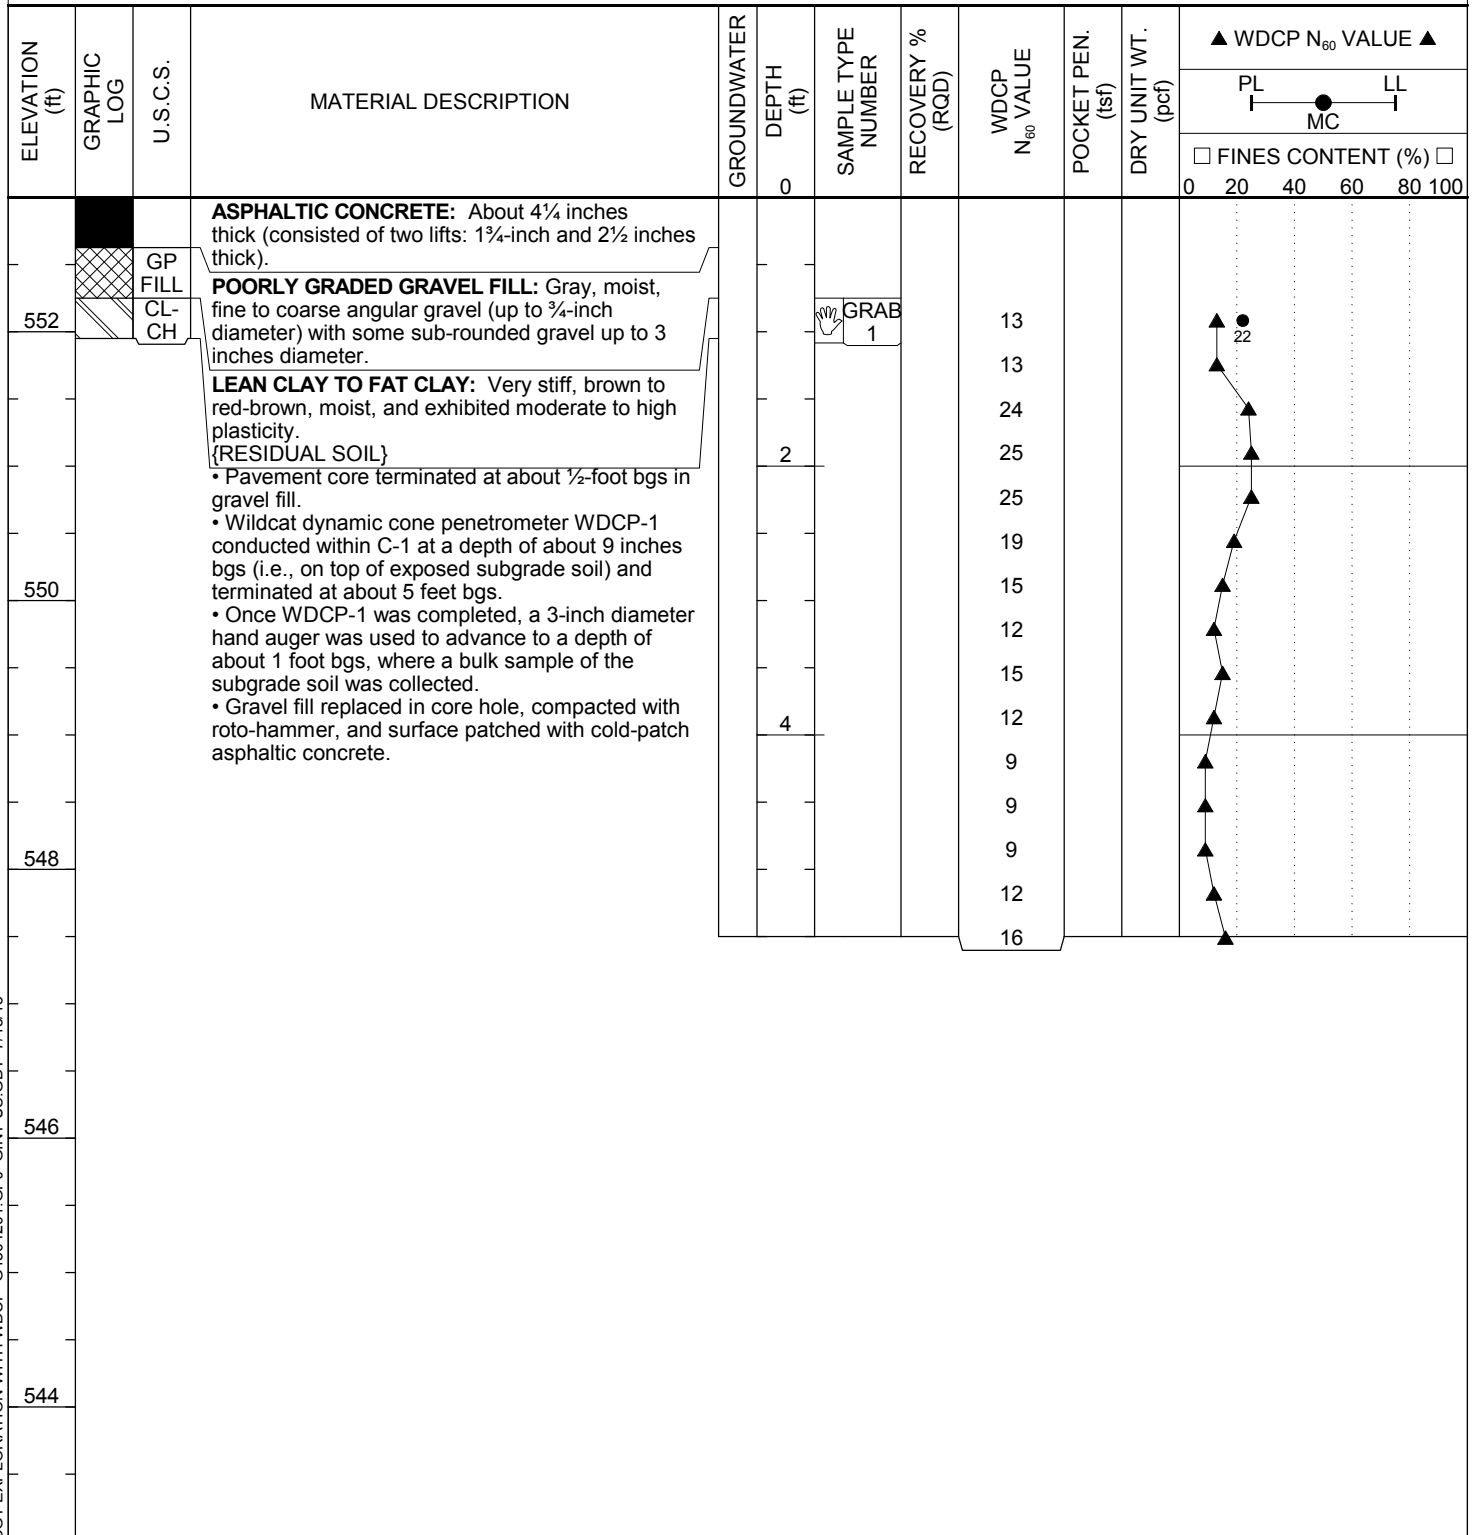 ELEVATION
(ft)
GRAPHIC
LOG
U.S.C.S.
MATERIAL DESCRIPTION
GROUNDWATER
DEPTH
(ft)
0
SAMPLE TYPE
NUMBER
RECOVERY %
(RQD)
WDCP
N60 VALUE
POCKET PEN.
(tsf)
DRY UNIT WT.
(pcf)
▲ WDCP N60 VALUE ▲
PL LL
MC
□ FINES CONTENT (%) □
0 20 40 60 80 100
ASPHALTIC CONCRETE: About 4¼ inches
thick (consisted of two lifts: 1¾-inch and 2½ inches
thick).
GP
FILL
POORLY GRADED GRAVEL FILL: Gray, moist,
fine to coarse angular gravel (up to ¾-inch
diameter) with some sub-rounded gravel up to 3
inches diameter.
CL-
CH
LEAN CLAY TO FAT CLAY: Very stiff, brown to
red-brown, moist, and exhibited moderate to high
plasticity.
{RESIDUAL SOIL}
• Pavement core terminated at about ½-foot bgs in
gravel fill.
• Wildcat dynamic cone penetrometer WDCP-1
conducted within C-1 at a depth of about 9 inches
bgs (i.e., on top of exposed subgrade soil) and
terminated at about 5 feet bgs.
• Once WDCP-1 was completed, a 3-inch diameter
hand auger was used to advance to a depth of
about 1 foot bgs, where a bulk sample of the
subgrade soil was collected.
• Gravel fill replaced in core hole, compacted with
roto-hammer, and surface patched with cold-patch
asphaltic concrete.
552
550
548
546
544
2
4
GRAB
1
13
13
24
25
25
19
15
12
15
12
9
9
9
12
16
22